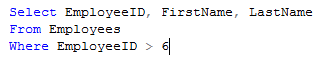 Select EmployeeID, FirstName, LastName
From Employees
Where EmployeeID > 6